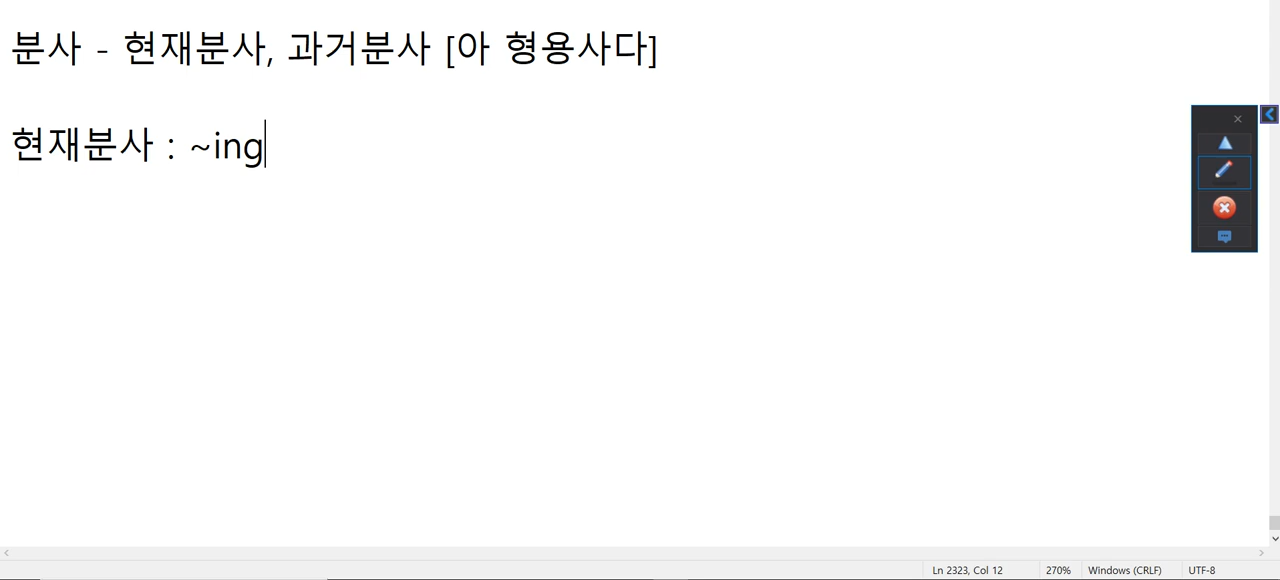 분사 - 현재분사, 과거분사 [아 형용사다]
현재분사 : ~ing
Ln 2323, Col 12
270%
Windows (CRLF)
UTF-8